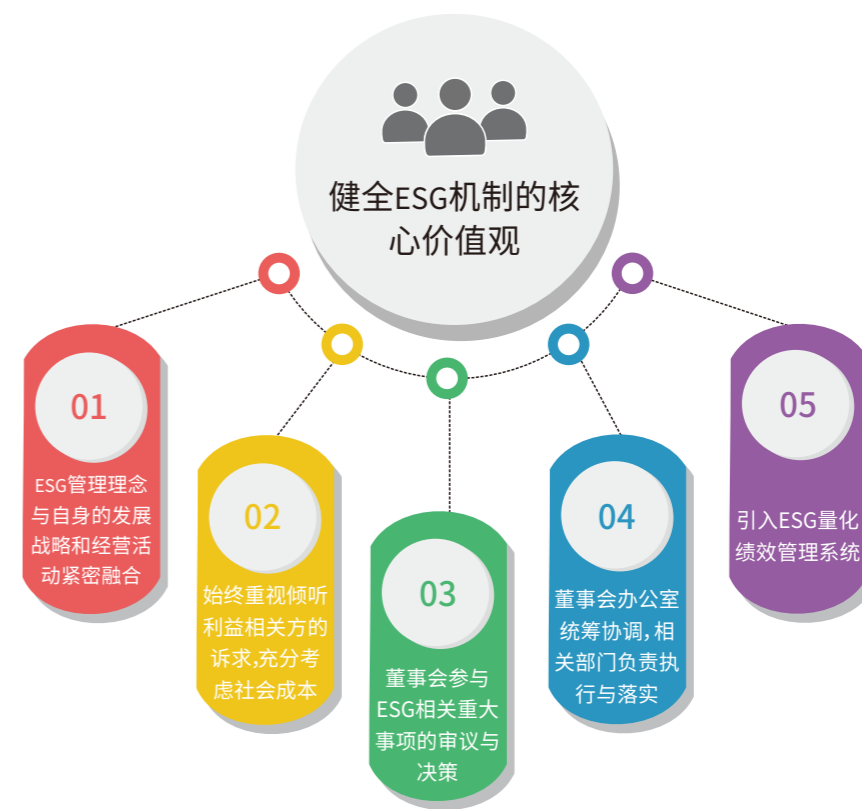 健全ESG机制的核
心价值观
01
ESG管理理念
与自身的发展
战略和经营活
动紧密融合
02
始终重视倾听
利益相关方的
诉求,充分考
虑社会成本
03
董事会参与
ESG相关重大
事项的审议与
决策
04
董事会办公室
统筹协调,相
关部门负责执
行与落实
05
引入ESG量化
绩效管理系统